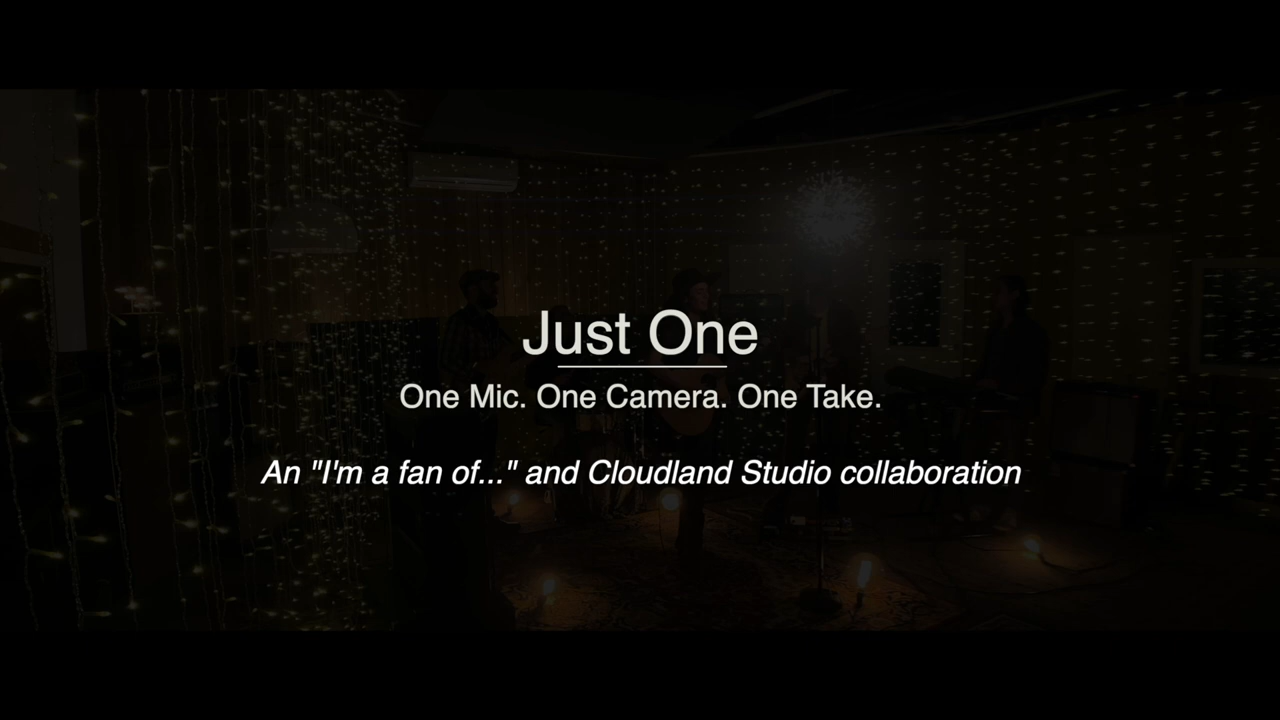 Just One
One Mic. One Camera. One Take.
An "I'm a fan of..." and Cloudland Studio collaboration